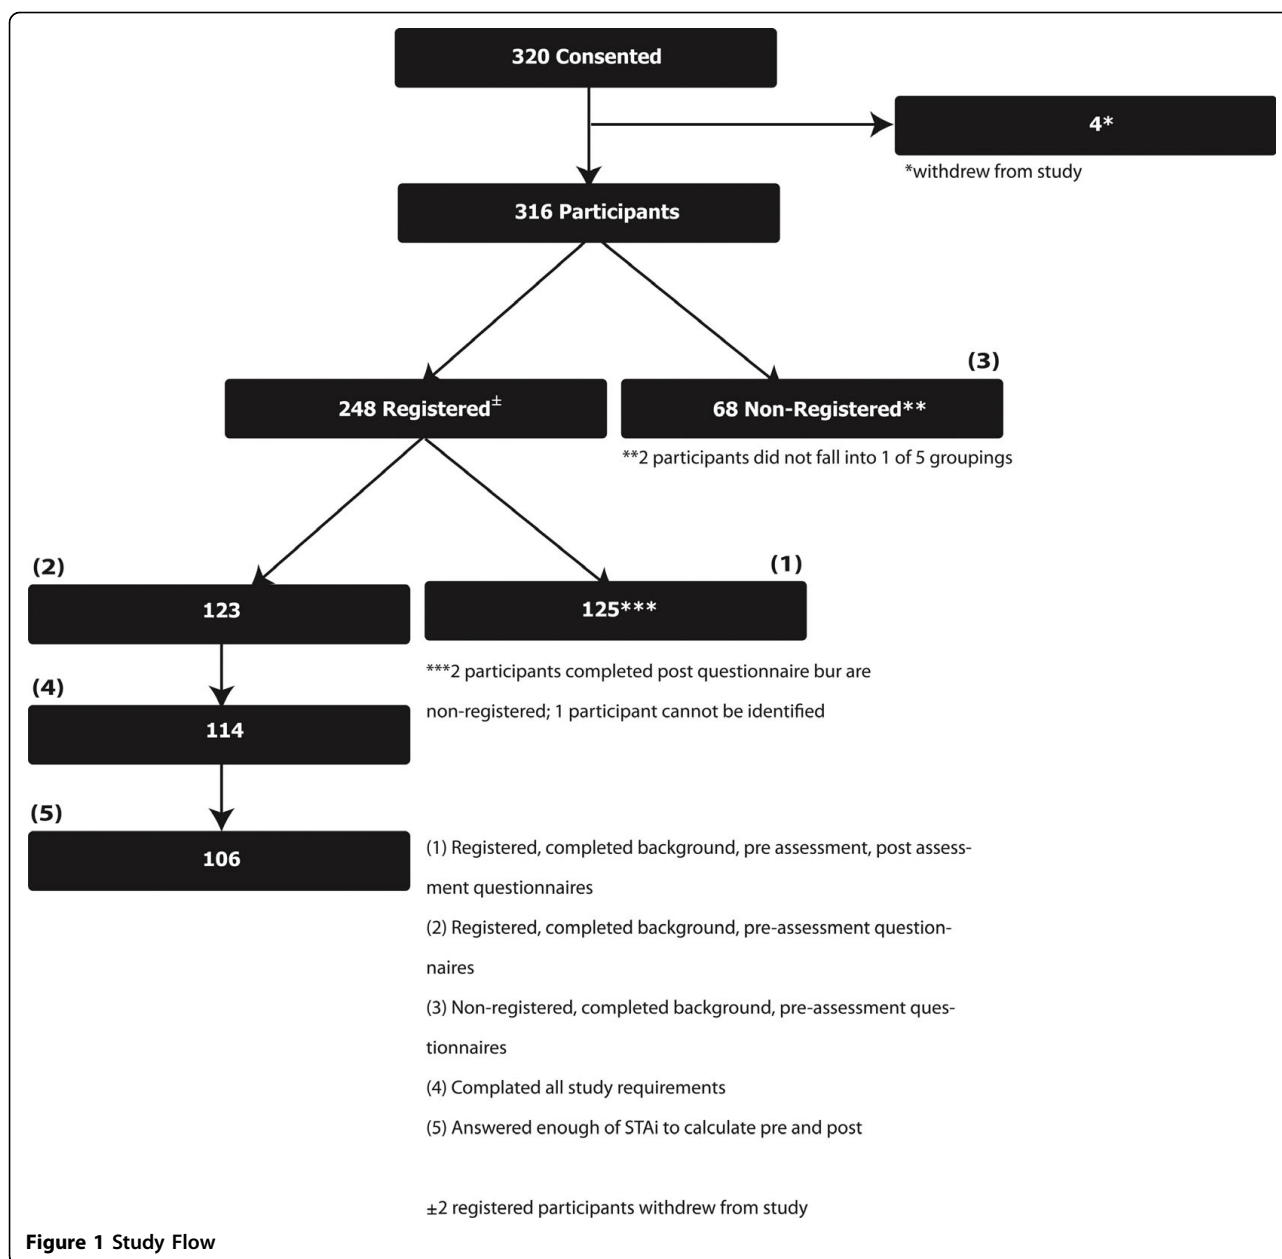 320 Consented
4*
*withdrew from study
316 Participants
(3)
248 Registered±
68 Non-Registered**
**2 participants did not fall into 1 of 5 groupings
(2)
(1)
123
125***
***2 participants completed post questionnaire bur are
non-registered; 1 participant cannot be identified
(4)
114
(5)
106
(1) Registered, completed background, pre assessment, post assess-
ment questionnaires
(2) Registered, completed background, pre-assessment question-
naires
(3) Non-registered, completed background, pre-assessment ques-
tionnaires
(4) Complated all study requirements
(5) Answered enough of STAi to calculate pre and post
±2 registered participants withdrew from study
Figure 1 Study Flow